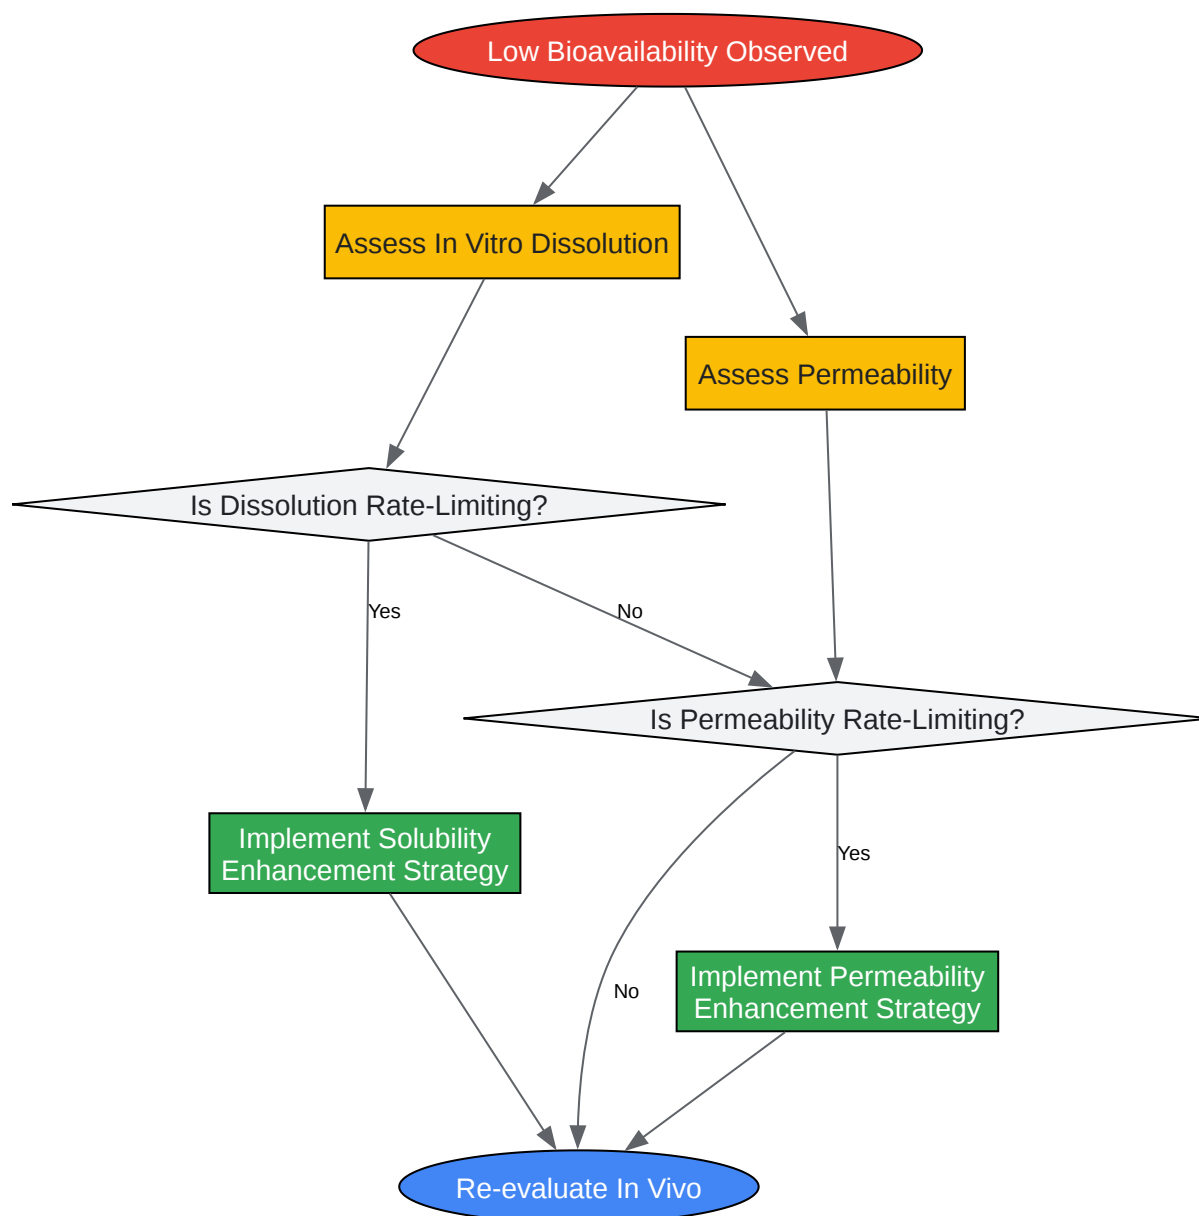 Low Bioavailability Observed
Assess In Vitro Dissolution
Assess Permeability
Is Dissolution Rate-Limiting?
Yes
No
Is Permeability Rate-Limiting?
Implement Solubility
Enhancement Strategy
Yes
Implement Permeability
Enhancement Strategy
No
Re-evaluate In Vivo